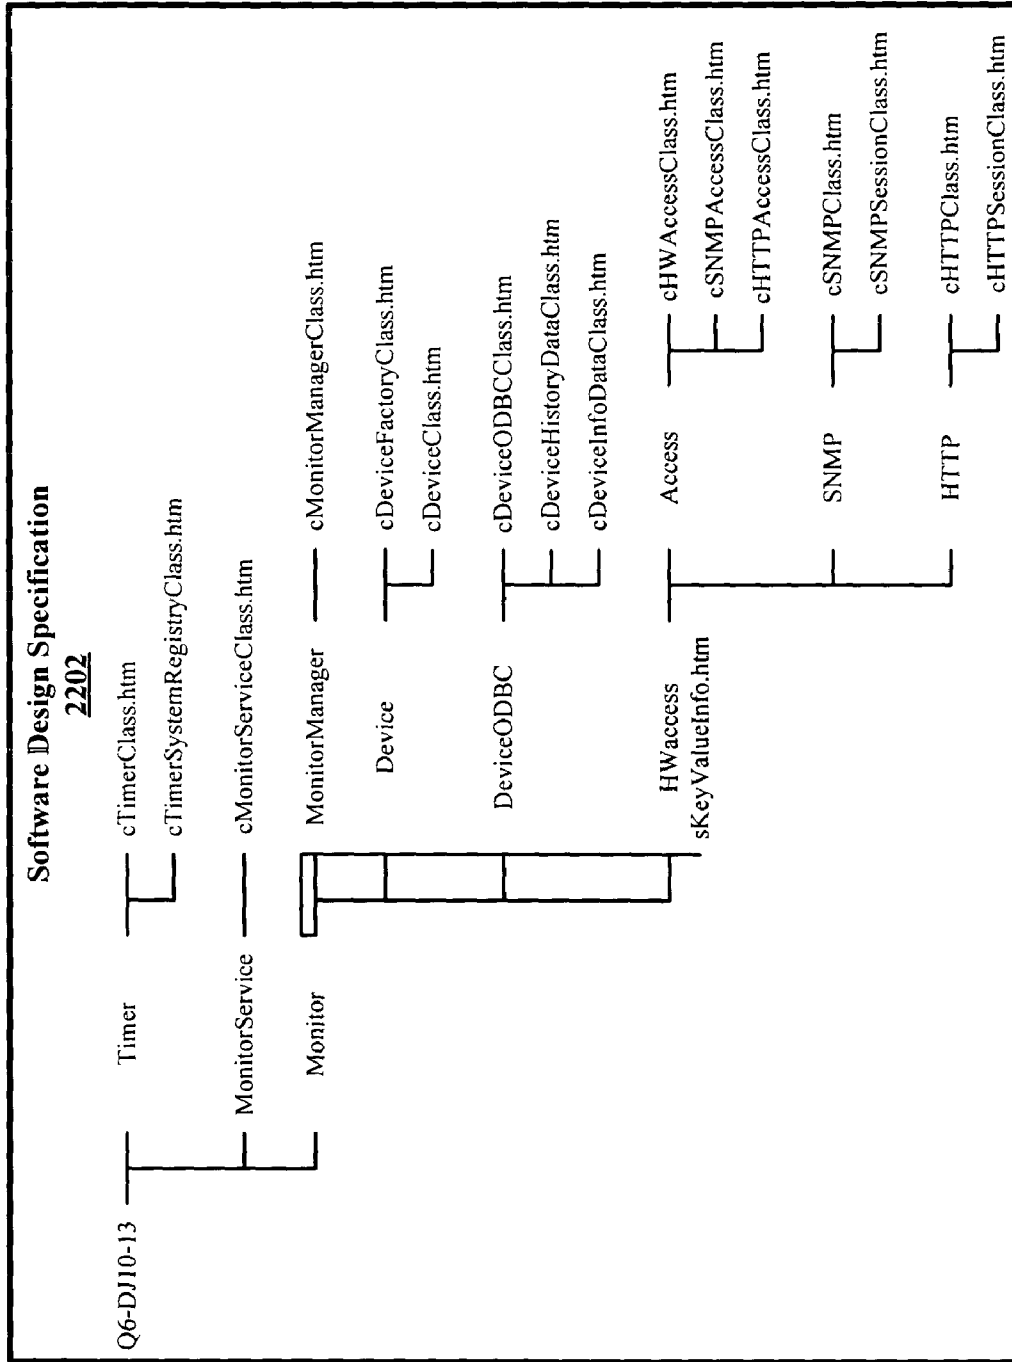 Software Design Specification
2202
Q6-DJ10-13
Timer
cTimerClass.htm
cTimerSystemRegistryClass.htm
MonitorService
cMonitorServiceClass.htm
Monitor
MonitorManager
cMonitorManagerClass.htm
Device
cDeviceFactoryClass.htm
cDeviceClass.htm
DeviceODBC
cDeviceODBCClass.htm
cDeviceHistoryDataClass.htm
cDeviceInfoDataClass.htm
HWaccess
sKeyValueInfo.htm
Access
cHWAccessClass.htm
cSNMPAccessClass.htm
cHTTPAccessClass.htm
SNMP
cSNMPClass.htm
cSNMPSessionClass.htm
HTTP
cHTTPClass.htm
cHTTPSessionClass.htm